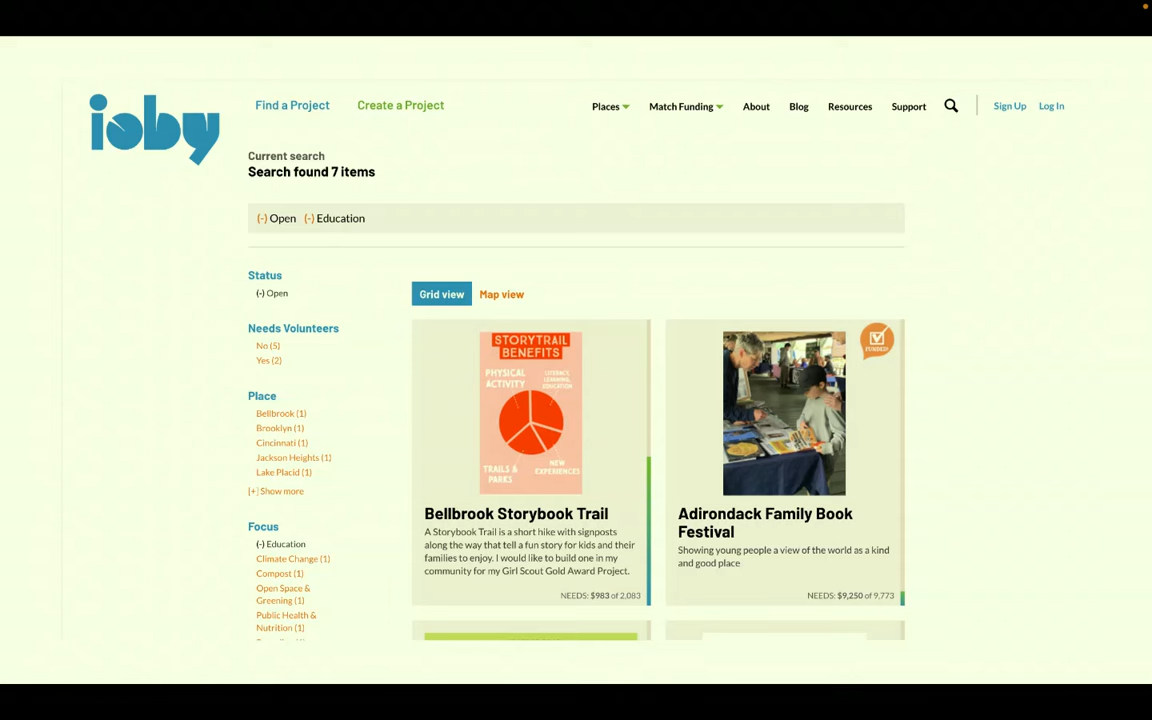 ioby
Find a Project
Create a Project
Places
Match Funding
About
Blog
Resources
Support
Sign Up
Log In
Current search
Search found 7 items
(-) Open (-) Education
Status
(-) Open
Needs Volunteers
No (5)
Yes (2)
Place
Bellbrook (1)
Brooklyn (1)
Cincinnati (1)
Jackson Heights (1)
Lake Placid (1)
[+] Show more
Focus
(-) Education
Climate Change (1)
Compost (1)
Open Space &
Greening (1)
Public Health &
Nutrition (1)
Grid view
Map view
STORYTRAIL
BENEFITS
PHYSICAL
ACTIVITY
LITERACY,
LEARNING,
EDUCATION
TRAILS &
PARKS
NEW
EXPERIENCES
Bellbrook Storybook Trail
A Storybook Trail is a short hike with signposts
along the way that tell a fun story for kids and their
families to enjoy. I would like to build one in my
community for my Girl Scout Gold Award Project.
NEEDS: $983 of 2,083
FUNDED!
Adirondack Family Book
Festival
Showing young people a view of the world as a kind
and good place
NEEDS: $9,250 of 9,773